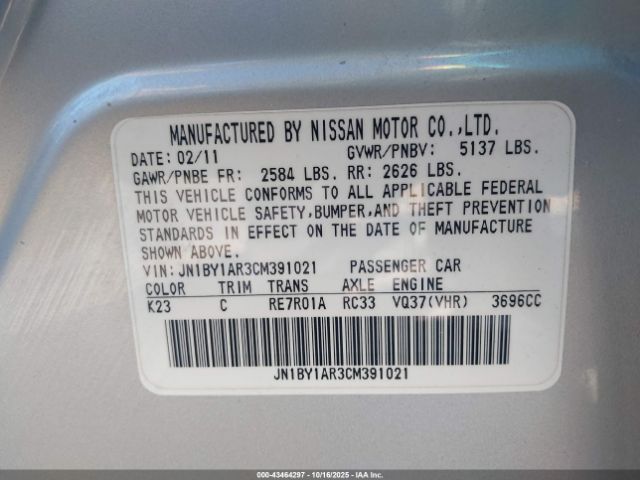 MANUFACTURED BY NISSAN MOTOR CO.,LTD.
DATE: 02/11 GVWR/PNBV: 5137 LBS.
GAWR/PNBE FR: 2584 LBS. RR: 2626 LBS.
THIS VEHICLE CONFORMS TO ALL APPLICABLE FEDERAL
MOTOR VEHICLE SAFETY,BUMPER,AND THEFT PREVENTION
STANDARDS IN EFFECT ON THE DATE OF MANUFACTURE
SHOWN ABOVE.
VIN:JN1BY1AR3CM391021 PASSENGER CAR
COLOR TRIM TRANS AXLE ENGINE
K23 C RE7R01A RC33 VQ37(VHR) 3696CC
JN1BY1AR3CM391021
000-43464297 - 10/16/2025 - IAAI.com